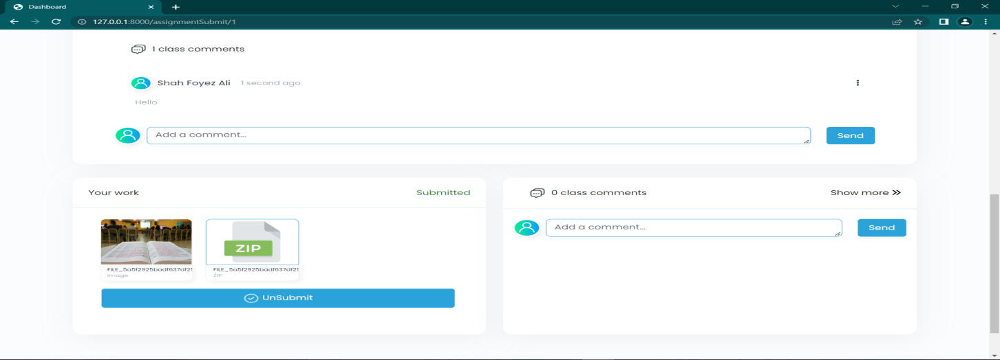 Dashboard
127.0.0.1:8000/assignmentSubmit/1
1 class comments
Shah Foyez Ali 1 second ago
Hello
Add a comment...
Send
Your work
Submitted
ZIP
FILE_5a5f2925badf637df2
Image
FILE_5a5f2925badf637df2
ZIP
UnSubmit
0 class comments
Show more
Add a comment...
Send